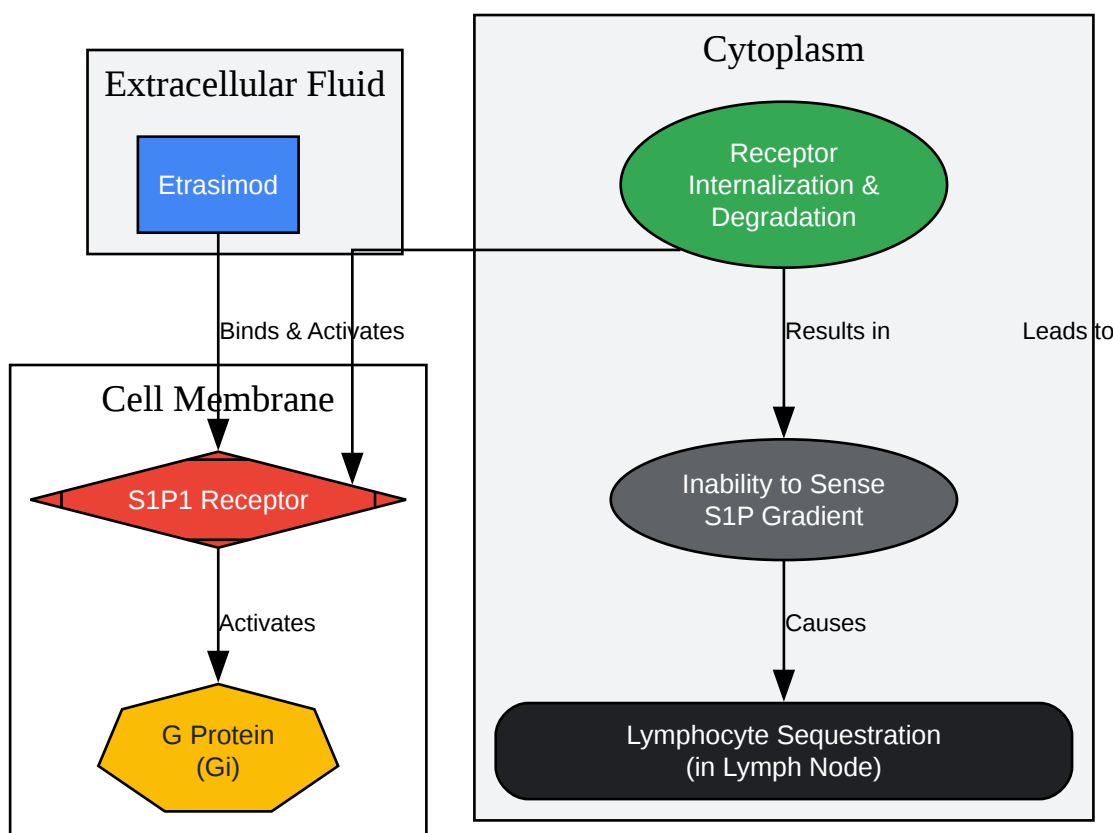 Extracellular Fluid
Etrasimod
Cytoplasm
Receptor
Internalization &
Degradation
Binds & Activates
Results in
Leads to
Cell Membrane
S1P1 Receptor
Inability to Sense
S1P Gradient
Activates
Causes
G Protein
(Gi)
Lymphocyte Sequestration
(in Lymph Node)